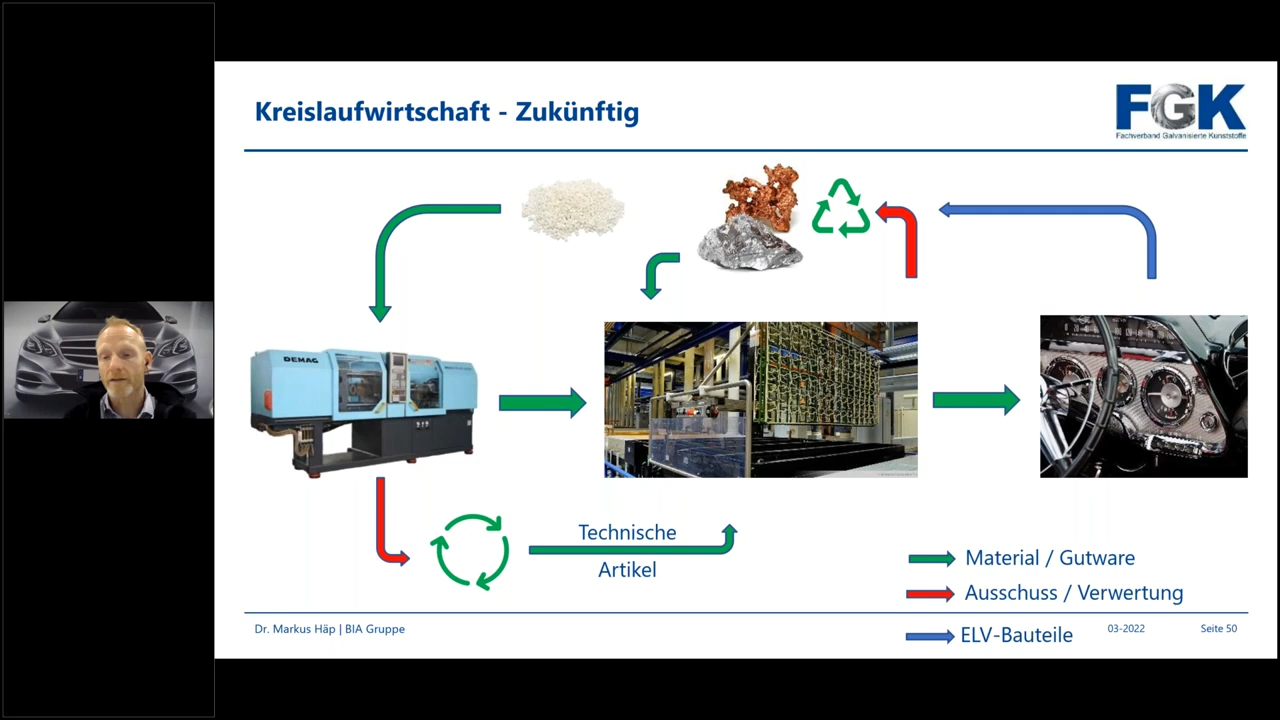 Kreislaufwirtschaft - Zukünftig
FGK
Fachverband Galvanisierte Kunststoffe
DEMAG
Technische
Artikel
Material / Gutware
Ausschuss / Verwertung
ELV-Bauteile
Dr. Markus Häp | BIA Gruppe
03-2022
Seite 50